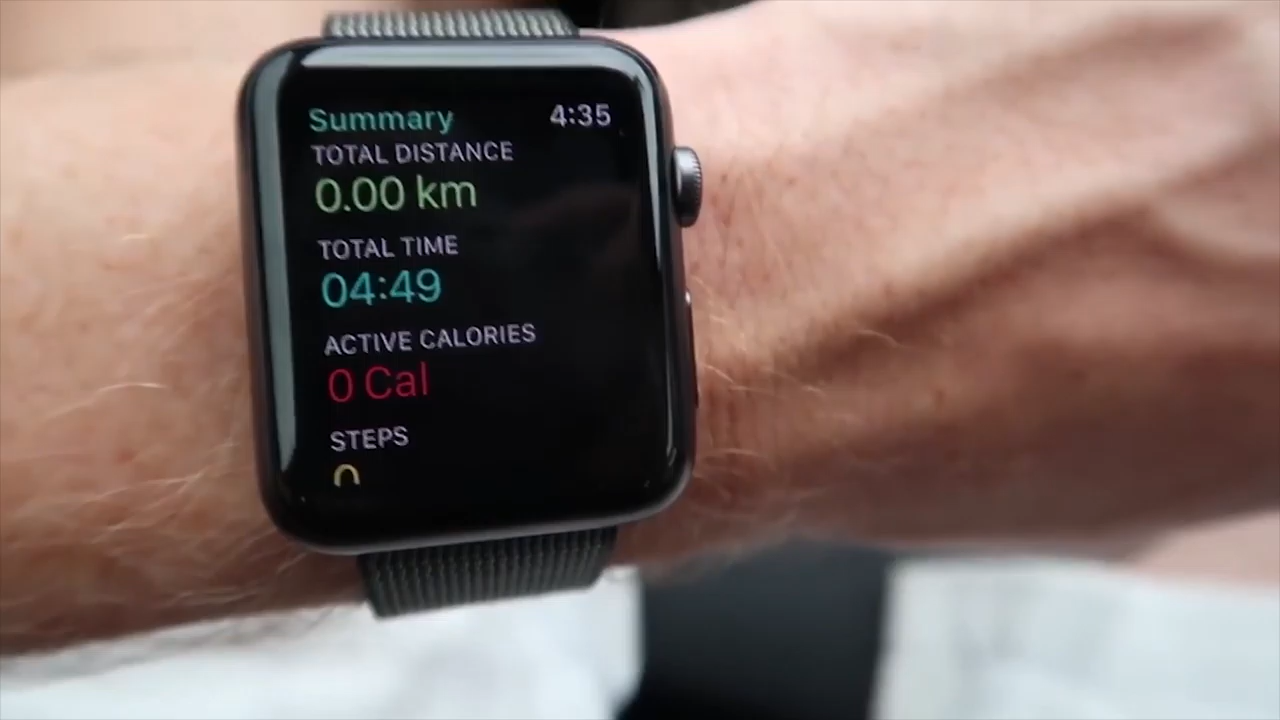 Summary 4:35
TOTAL DISTANCE
0.00 km
TOTAL TIME
04:49
ACTIVE CALORIES
0 Cal
STEPS